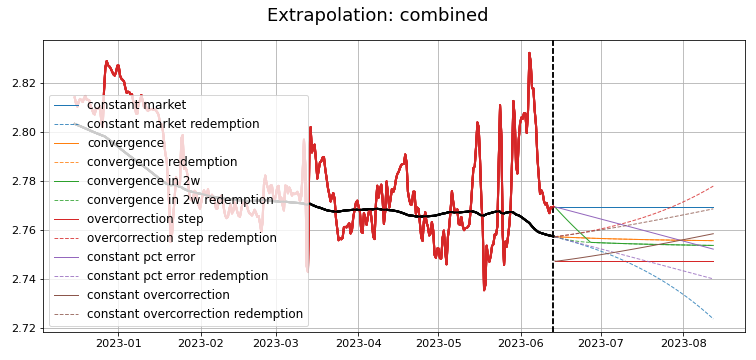 Extrapolation: combined
2.82
2.80
2.78
2.76
2.74
2.72
constant market
constant market redemption
convergence
convergence redemption
convergence in 2w
convergence in 2w redemption
overcorrection step
overcorrection step redemption
constant pct error
constant pct error redemption
constant overcorrection
constant overcorrection redemption
2023-01 2023-02 2023-03 2023-04 2023-05 2023-06 2023-07 2023-08